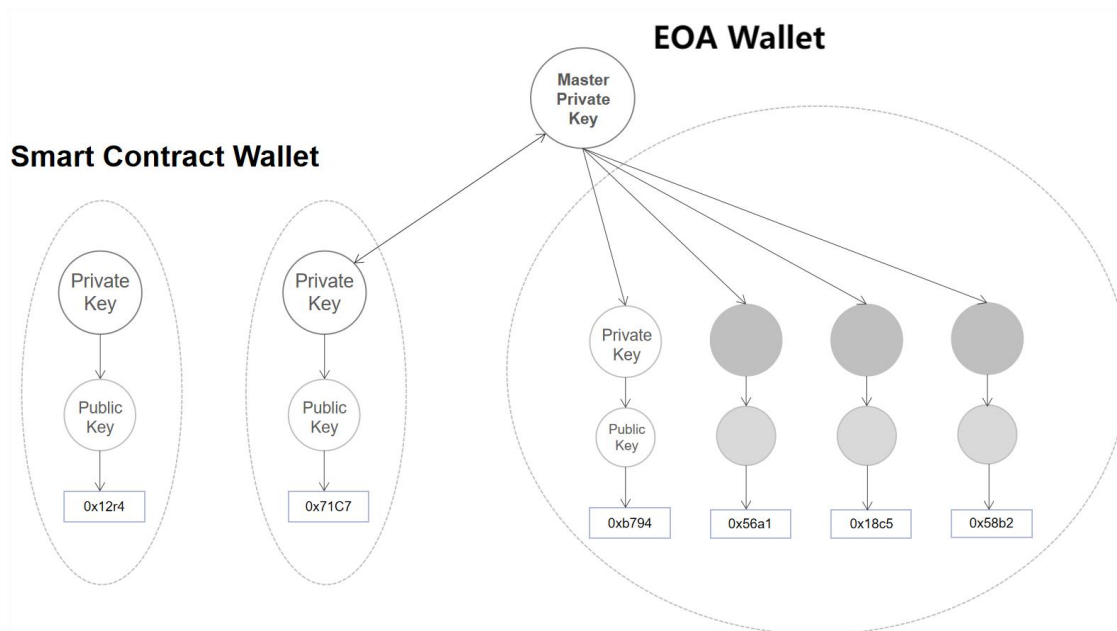 EOA Wallet
Master
Private
Key
Smart Contract Wallet
Private
Key
Public
Key
0x12r4
Private
Key
Public
Key
0x71C7
Private
Key
Public
Key
0xb794
0x56a1
0x18c5
0x58b2